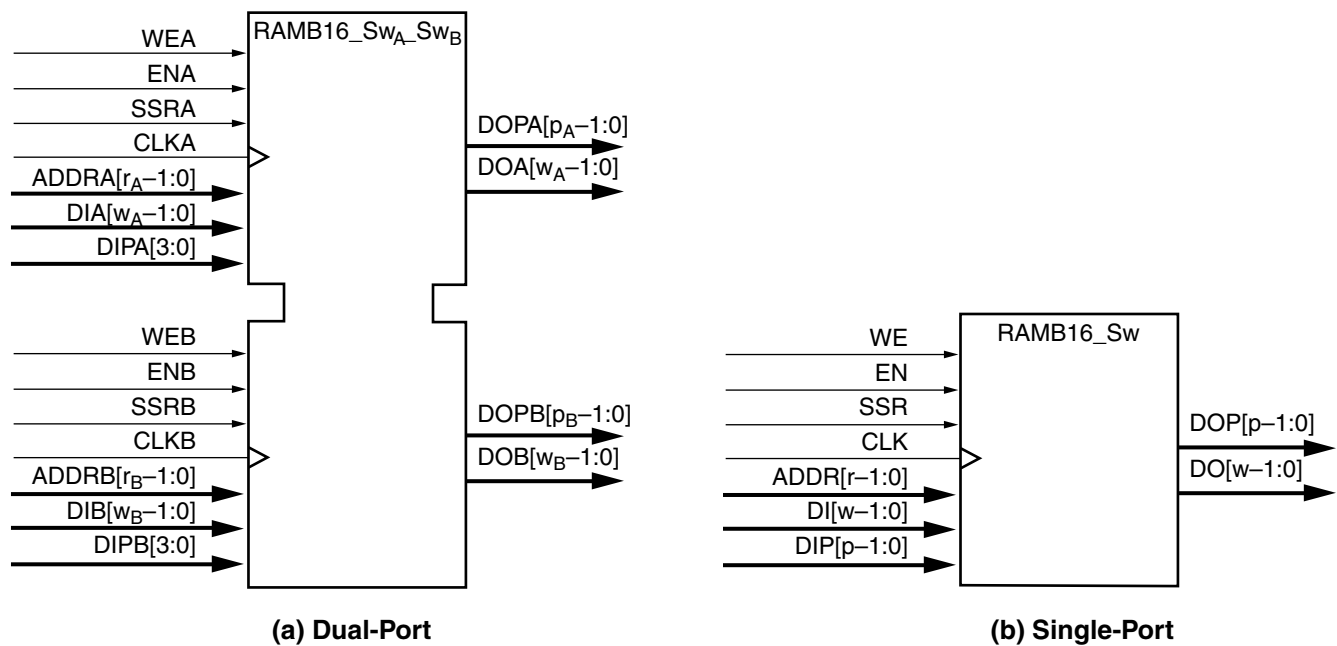 RAMB16_SwA_SwB
WEA
ENA
SSRA
CLKA
ADDRA[rA–1:0]
DIA[wA–1:0]
DIPA[3:0]
DOPA[pA–1:0]
DOA[wA–1:0]
WEB
ENB
SSRB
CLKB
ADDRB[rB–1:0]
DIB[wB–1:0]
DIPB[3:0]
DOPB[pB–1:0]
DOB[wB–1:0]
(a) Dual-Port
RAMB16_Sw
WE
EN
SSR
CLK
ADDR[r–1:0]
DI[w–1:0]
DIP[p–1:0]
DOP[p–1:0]
DO[w–1:0]
(b) Single-Port